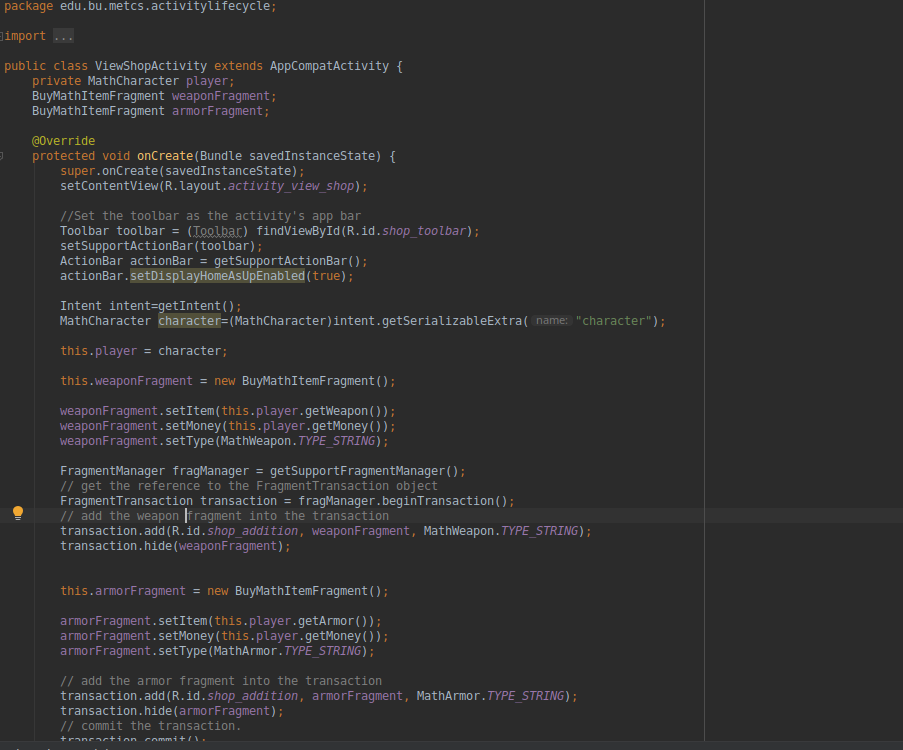 package edu.bu.metcs.activitylifecycle;
import ...
public class ViewShopActivity extends AppCompatActivity {
private MathCharacter player;
BuyMathItemFragment weaponFragment;
BuyMathItemFragment armorFragment;
@Override
protected void onCreate(Bundle savedInstanceState) {
super.onCreate(savedInstanceState);
setContentView(R.layout.activity_view_shop);
//Set the toolbar as the activity's app bar
Toolbar toolbar = (Toolbar) findViewById(R.id.shop_toolbar);
setSupportActionBar(toolbar);
ActionBar actionBar = getSupportActionBar();
actionBar.setDisplayHomeAsUpEnabled(true);
Intent intent=getIntent();
MathCharacter character=(MathCharacter)intent.getSerializableExtra( name: "character");
this.player = character;
this.weaponFragment = new BuyMathItemFragment();
weaponFragment.setItem(this.player.getWeapon());
weaponFragment.setMoney(this.player.getMoney());
weaponFragment.setType(MathWeapon.TYPE_STRING);
FragmentManager fragManager = getSupportFragmentManager();
// get the reference to the FragmentTransaction object
FragmentTransaction transaction = fragManager.beginTransaction();
// add the weapon fragment into the transaction
transaction.add(R.id.shop_addition, weaponFragment, MathWeapon.TYPE_STRING);
transaction.hide(weaponFragment);
this.armorFragment = new BuyMathItemFragment();
armorFragment.setItem(this.player.getArmor());
armorFragment.setMoney(this.player.getMoney());
armorFragment.setType(MathArmor.TYPE_STRING);
// add the armor fragment into the transaction
transaction.add(R.id.shop_addition, armorFragment, MathArmor.TYPE_STRING);
transaction.hide(armorFragment);
// commit the transaction.
transaction.commit();